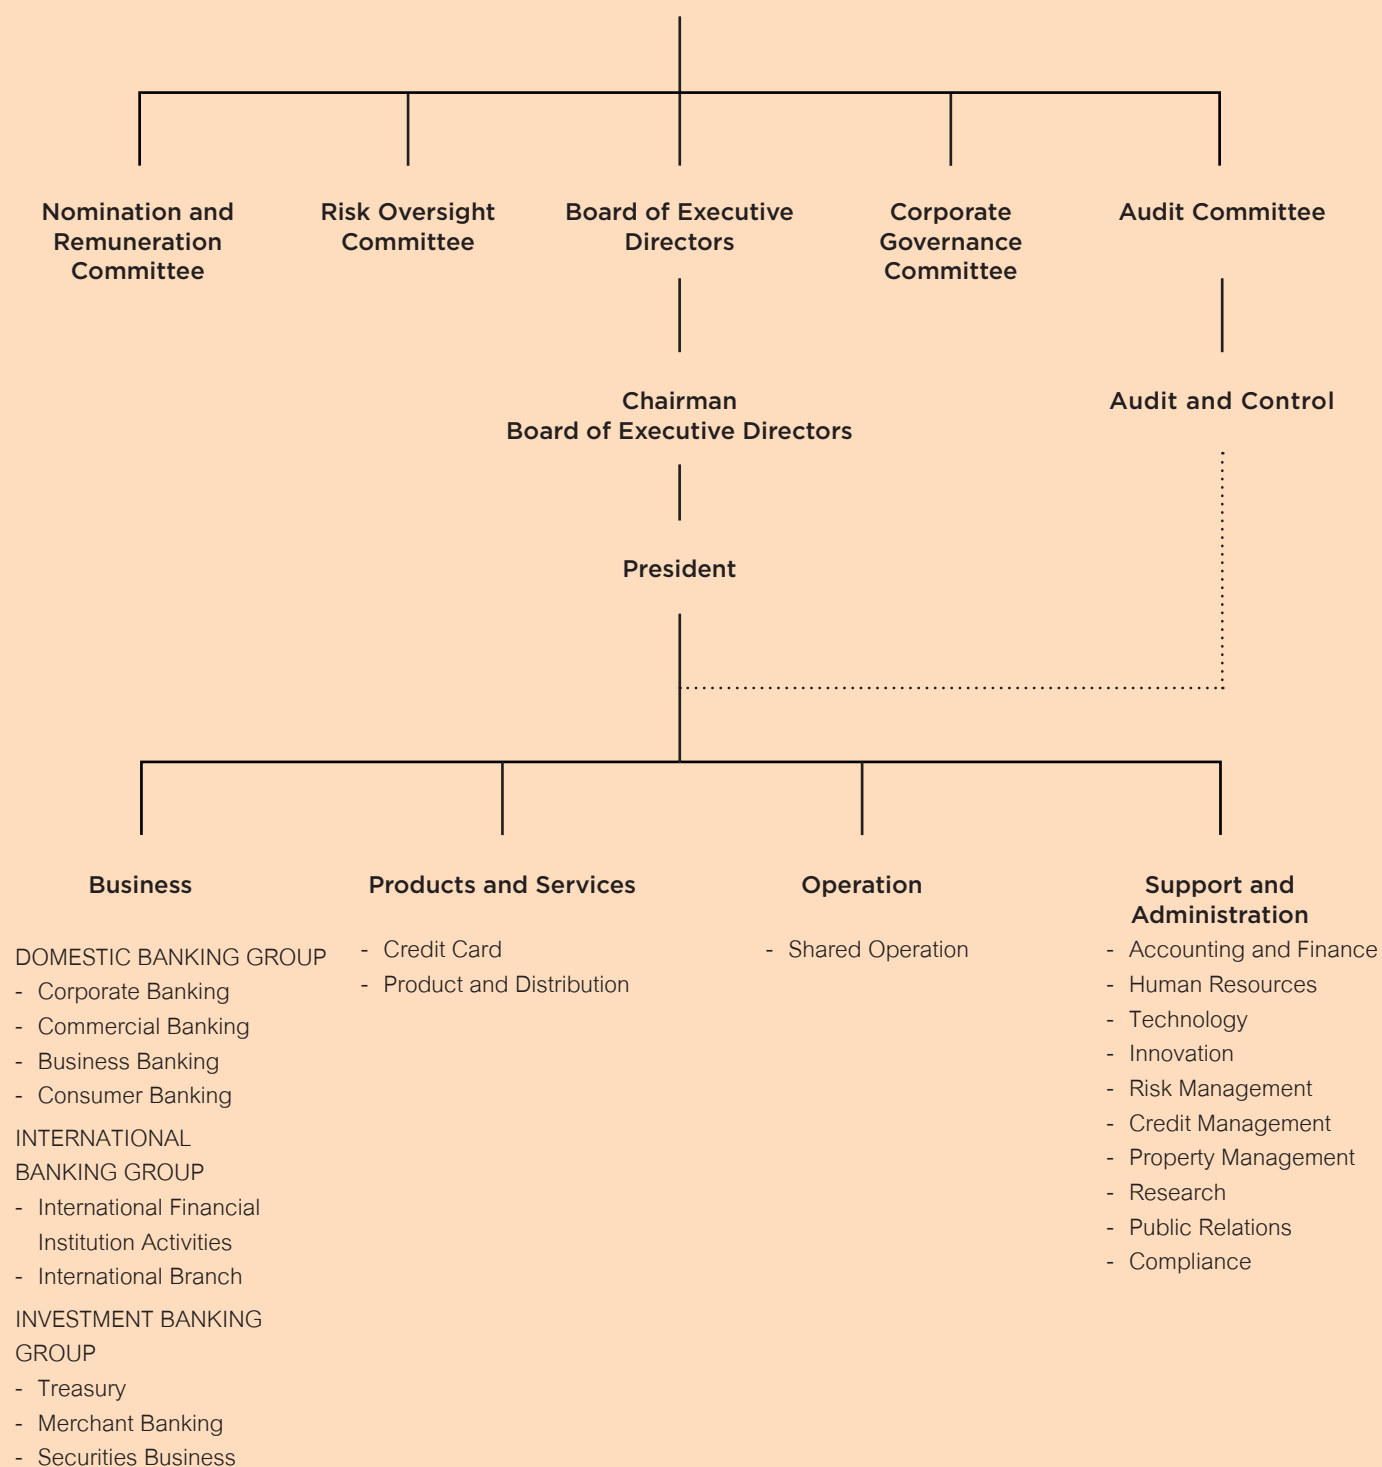 Nomination and
Remuneration
Committee
Risk Oversight
Committee
Board of Executive
Directors
Corporate
Governance
Committee
Audit Committee
Chairman
Board of Executive Directors
Audit and Control
President
Business
DOMESTIC BANKING GROUP
- Corporate Banking
- Commercial Banking
- Business Banking
- Consumer Banking
INTERNATIONAL
BANKING GROUP
- International Financial
Institution Activities
- International Branch
INVESTMENT BANKING
GROUP
- Treasury
- Merchant Banking
- Securities Business
Products and Services
- Credit Card
- Product and Distribution
Operation
- Shared Operation
Support and
Administration
- Accounting and Finance
- Human Resources
- Technology
- Innovation
- Risk Management
- Credit Management
- Property Management
- Research
- Public Relations
- Compliance